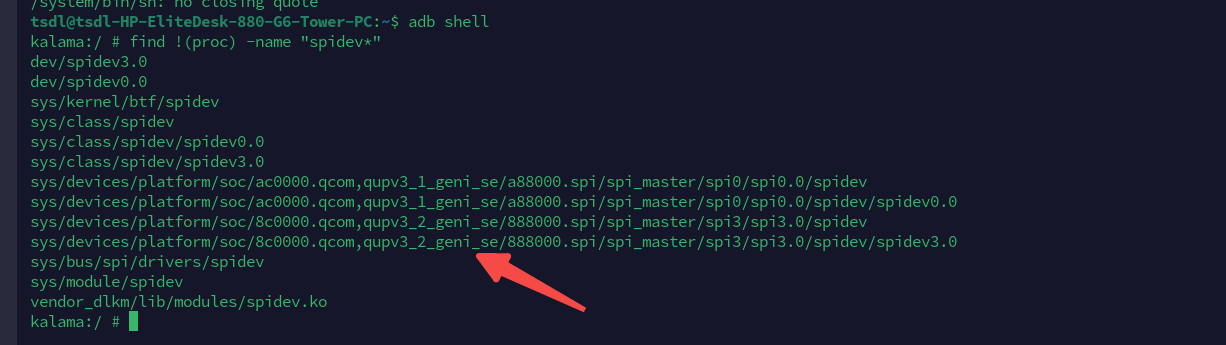 /system/bin/sh: no closing quote
tsdl@tsdl-HP-EliteDesk-880-G6-Tower-PC:~$ adb shell
kalama:/ # find !(proc) -name "spidev*"
dev/spidev3.0
dev/spidev0.0
sys/kernel/btf/spidev
sys/class/spidev
sys/class/spidev/spidev0.0
sys/class/spidev/spidev3.0
sys/devices/platform/soc/ac0000.qcom,qupv3_1_geni_se/a88000.spi/spi_master/spi0/spi0.0/spidev
sys/devices/platform/soc/ac0000.qcom,qupv3_1_geni_se/a88000.spi/spi_master/spi0/spi0.0/spidev/spidev0.0
sys/devices/platform/soc/8c0000.qcom,qupv3_2_geni_se/888000.spi/spi_master/spi3/spi3.0/spidev
sys/devices/platform/soc/8c0000.qcom,qupv3_2_geni_se/888000.spi/spi_master/spi3/spi3.0/spidev/spidev3.0
sys/bus/spi/drivers/spidev
sys/module/spidev
vendor_dlkm/lib/modules/spidev.ko
kalama:/ #